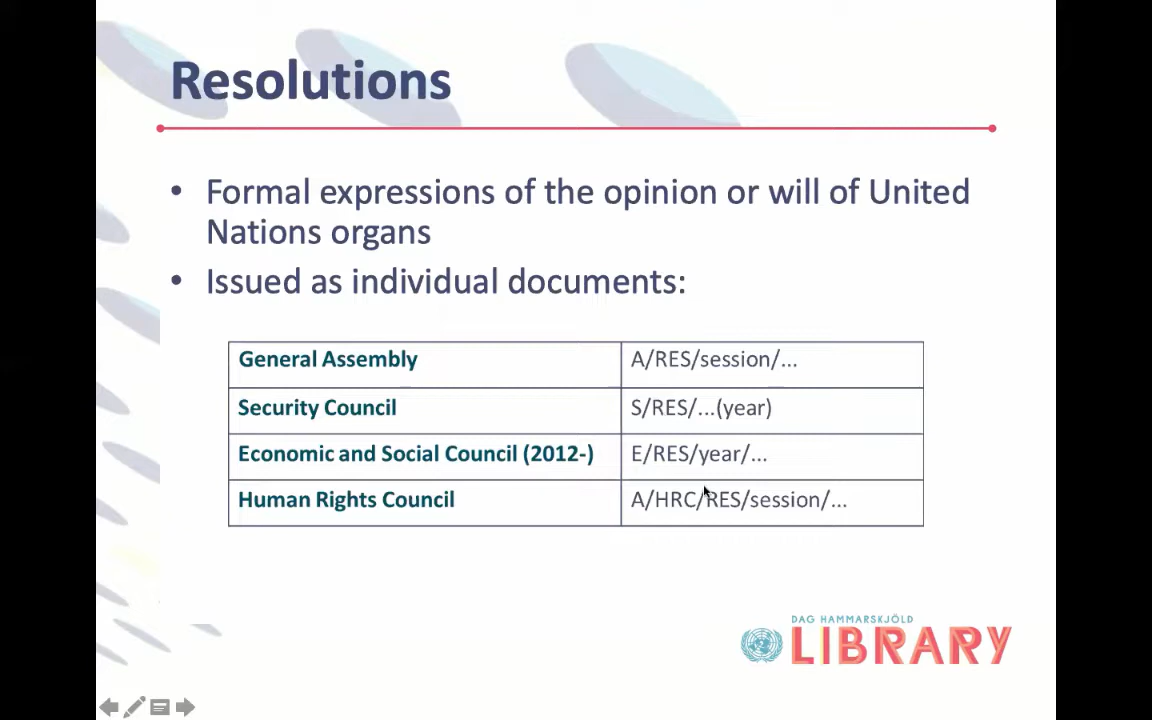 Resolutions
• Formal expressions of the opinion or will of United
Nations organs
• Issued as individual documents:
General Assembly A/RES/session/...
Security Council S/RES/...(year)
Economic and Social Council (2012-) E/RES/year/...
Human Rights Council A/HRC/RES/session/...
DAG HAMMARSKJÖLD
LIBRARY